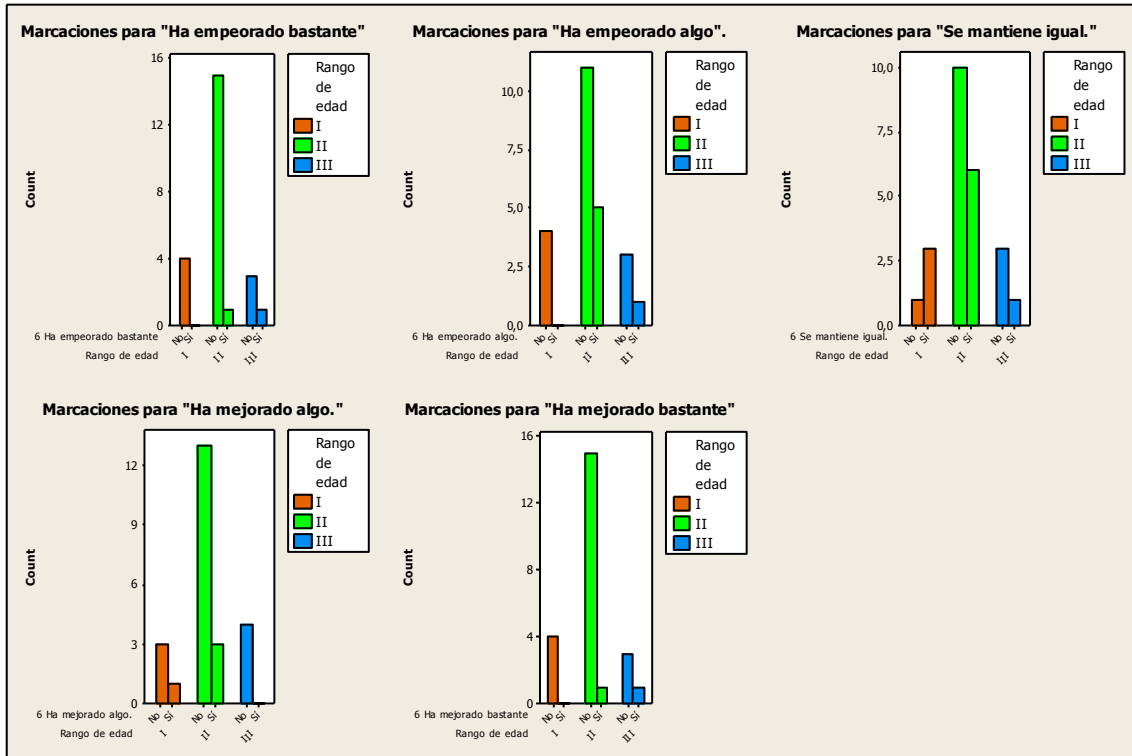 Marcaciones para "Ha empeorado bastante"
16
12
8
4
0
Count
Rango
de
edad
I
II
III
6 Ha empeorado bastante
No Sí No Sí No Sí
Rango de edad
I II III
Marcaciones para "Ha empeorado algo".
10,0
7,5
5,0
2,5
0,0
Count
Rango
de
edad
I
II
III
6 Ha empeorado algo.
No Sí No Sí No Sí
Rango de edad
I II III
Marcaciones para "Se mantiene igual."
10,0
7,5
5,0
2,5
0,0
Count
Rango
de
edad
I
II
III
6 Se mantiene igual.
No Sí No Sí No Sí
Rango de edad
I II III
Marcaciones para "Ha mejorado algo."
12
9
6
3
0
Count
Rango
de
edad
I
II
III
6 Ha mejorado algo.
No Sí No Sí No Sí
Rango de edad
I II III
Marcaciones para "Ha mejorado bastante"
16
12
8
4
0
Count
Rango
de
edad
I
II
III
6 Ha mejorado bastante
No Sí No Sí No Sí
Rango de edad
I II III